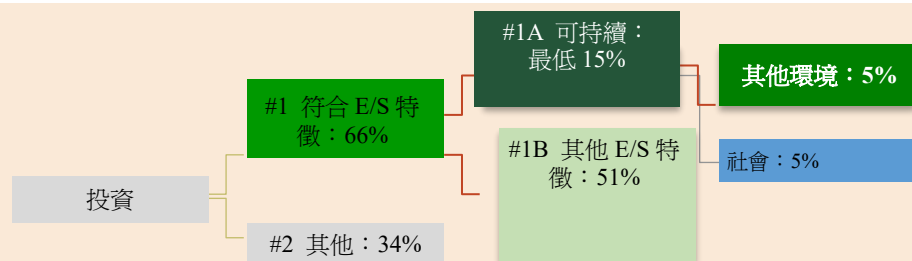 #1A 可持續：
最低 15%
其他環境：5%
#1 符合 E/S 特
徵：66%
#1B 其他 E/S 特
徵：51%
社會：5%
投資
#2 其他：34%